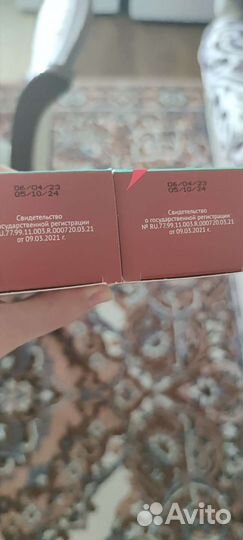 06/04/23
05/10/24
Свидетельство
государственной регистрации
U.77.99.11.003.R.000720.03.21
от 09.03.2021 г.
06/04/23
05/10/24
Свидетельство
о государственной регистрации
№ RU.77.99.11.003.R.000720.03.21
от 09.03.2021 г.
Avito